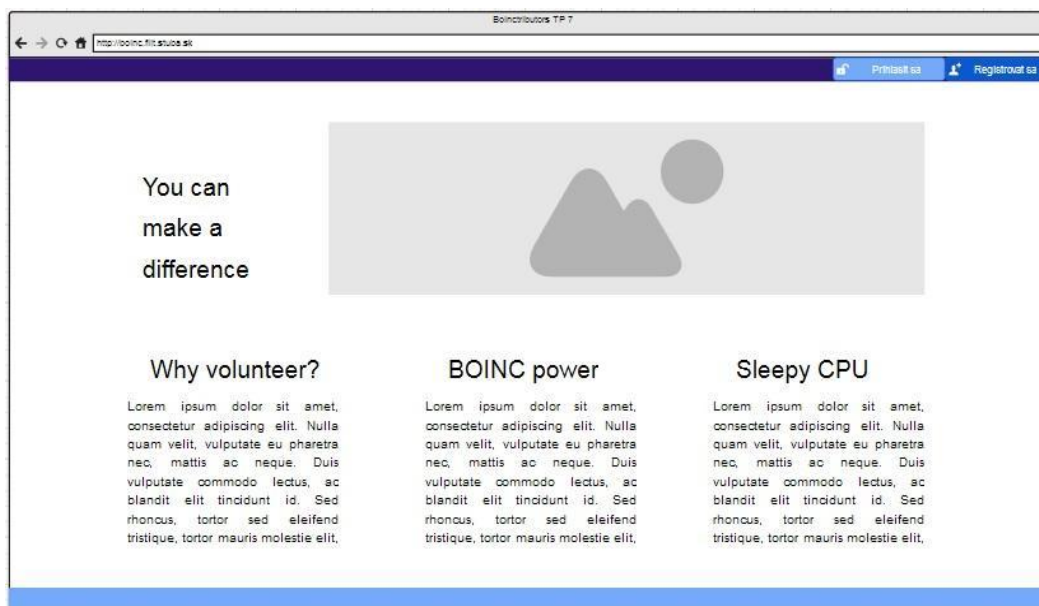 Boinctributors TP 7
http://boinc.fiit.stuba.sk
Prihlasit sa
Registrovat sa
You can
make a
difference
Why volunteer?
Lorem ipsum dolor sit amet,
consectetur adipiscing elit. Nulla
quam velit, vulputate eu pharetra
nec, mattis ac neque. Duis
vulputate commodo lectus, ac
blandit elit tincidunt id. Sed
rhoncus, tortor sed eleifend
tristique, tortor mauris molestie elit,
BOINC power
Lorem ipsum dolor sit amet,
consectetur adipiscing elit. Nulla
quam velit, vulputate eu pharetra
nec, mattis ac neque. Duis
vulputate commodo lectus, ac
blandit elit tincidunt id. Sed
rhoncus, tortor sed eleifend
tristique, tortor mauris molestie elit,
Sleepy CPU
Lorem ipsum dolor sit amet,
consectetur adipiscing elit. Nulla
quam velit, vulputate eu pharetra
nec, mattis ac neque. Duis
vulputate commodo lectus, ac
blandit elit tincidunt id. Sed
rhoncus, tortor sed eleifend
tristique, tortor mauris molestie elit,